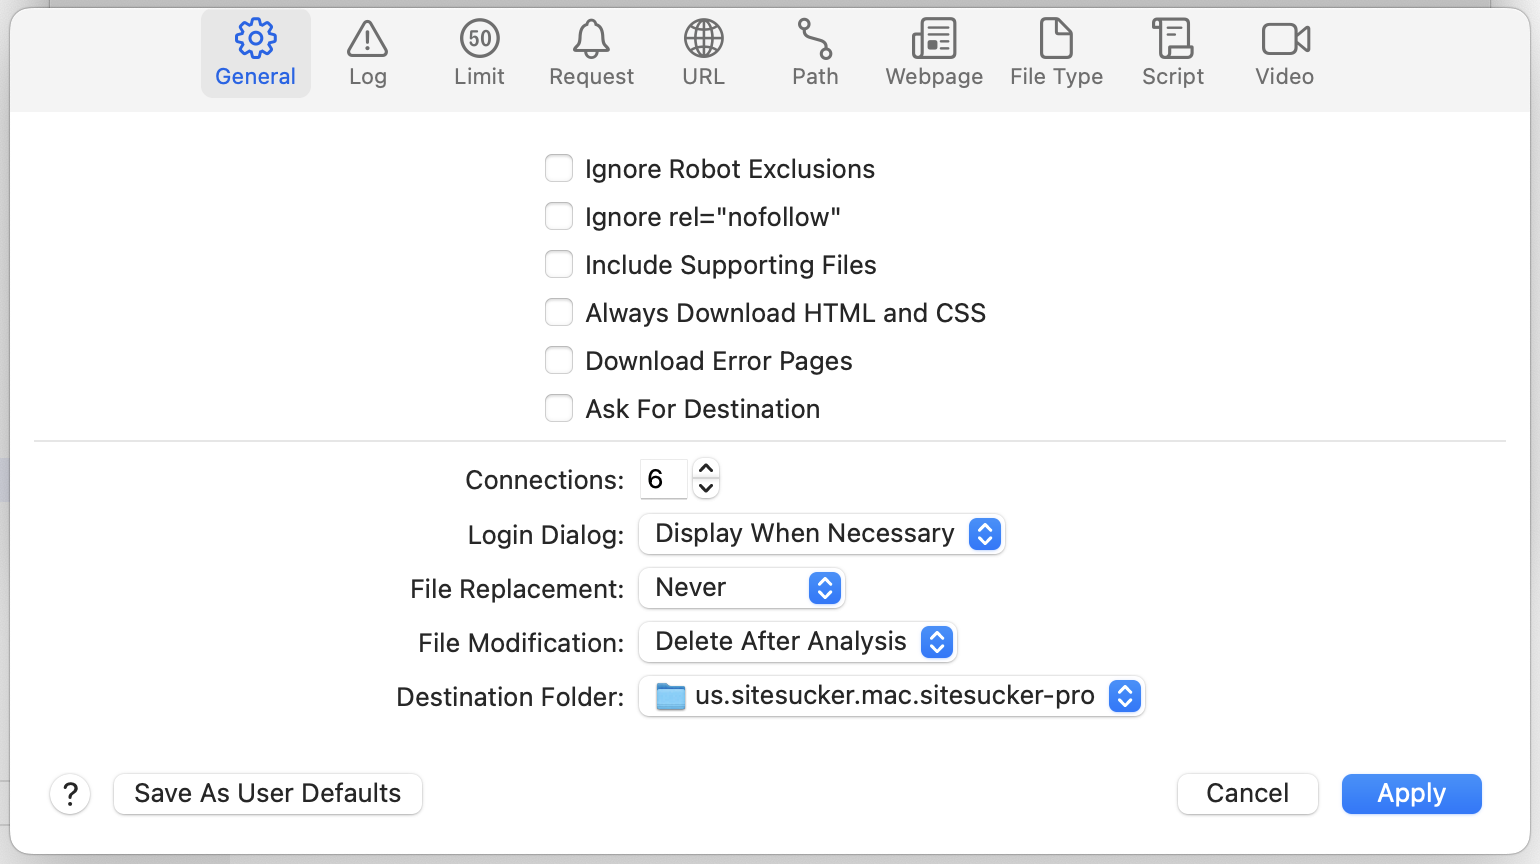 50
General Log Limit Request URL Path Webpage File Type Script Video
Ignore Robot Exclusions
Ignore rel="nofollow"
Include Supporting Files
Always Download HTML and CSS
Download Error Pages
Ask For Destination
Connections: 6
Login Dialog: Display When Necessary
File Replacement: Never
File Modification: Delete After Analysis
Destination Folder: us.sitesucker.mac.sitesucker-pro
? Save As User Defaults Cancel Apply